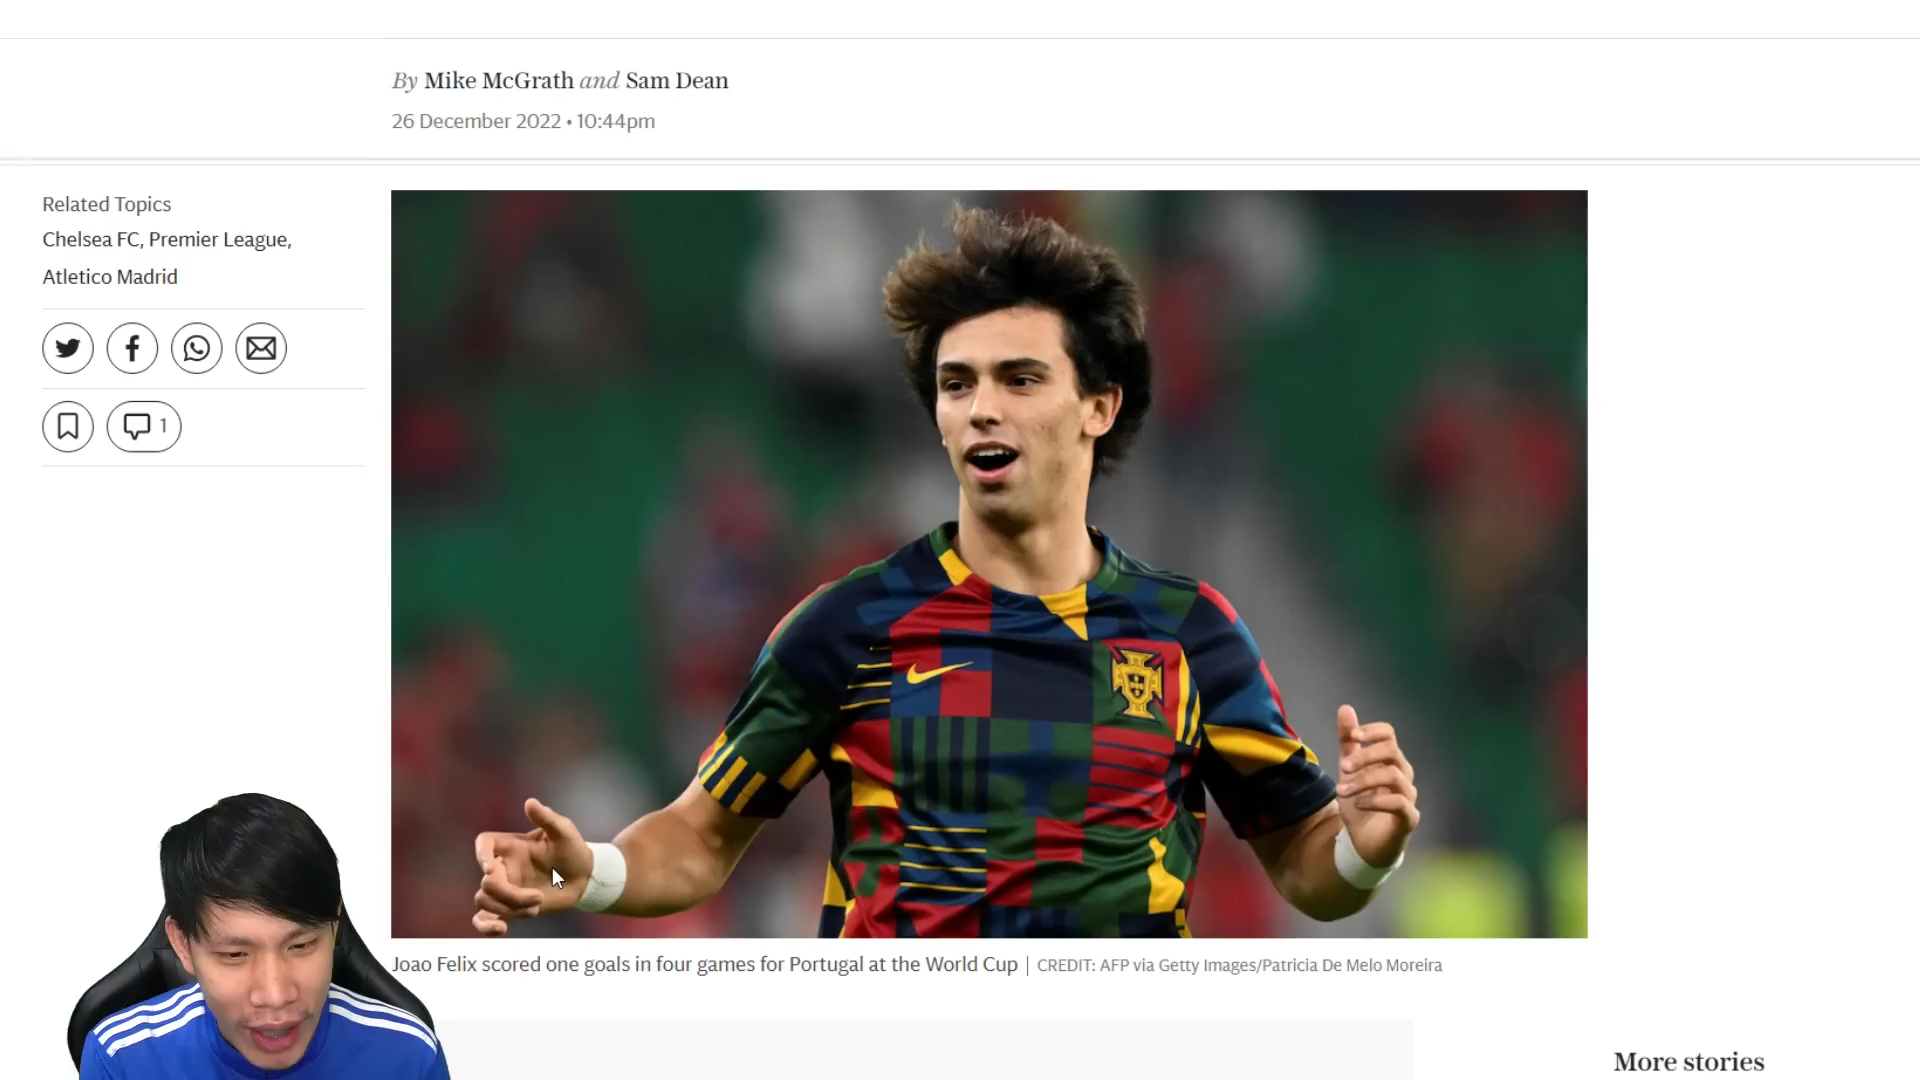 By Mike McGrath and Sam Dean
26 December 2022 • 10:44pm
Related Topics
Chelsea FC, Premier League,
Atletico Madrid
1
Joao Felix scored one goals in four games for Portugal at the World Cup | CREDIT: AFP via Getty Images/Patricia De Melo Moreira
More stories